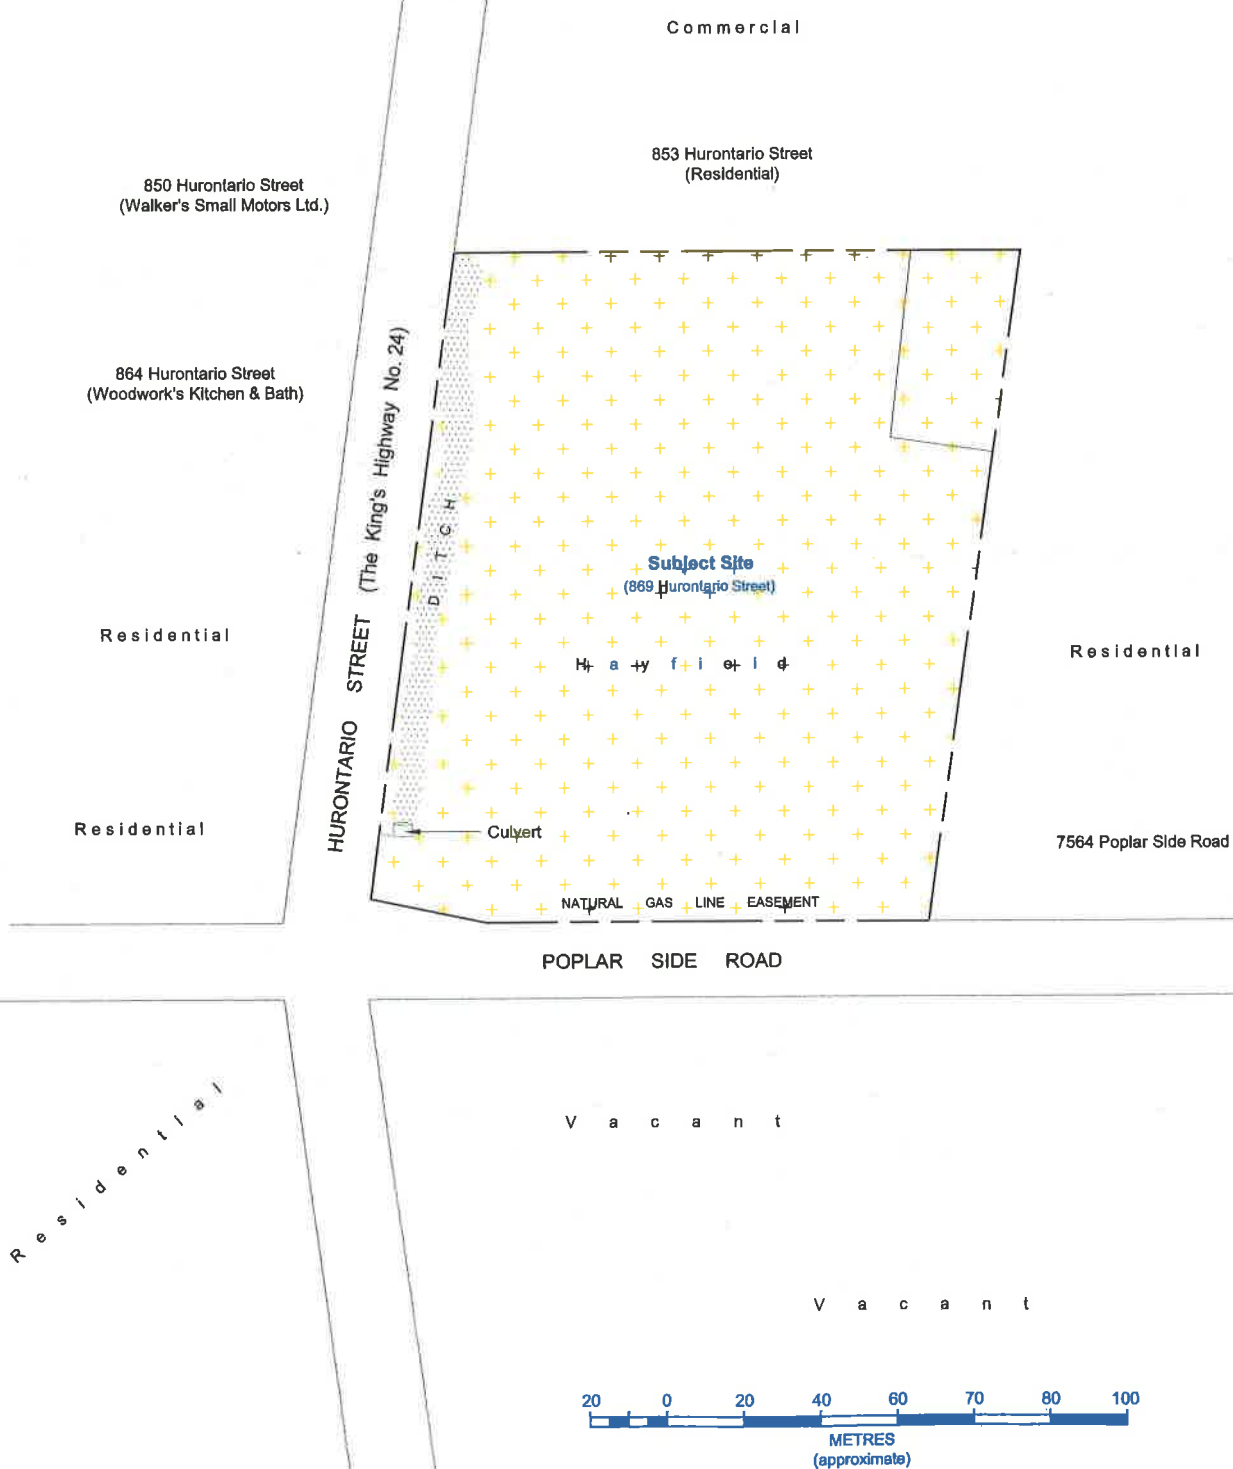 Commercial
853 Hurontario Street
(Residential)
850 Hurontario Street
(Walker's Small Motors Ltd.)
864 Hurontario Street
(Woodwork's Kitchen & Bath)
HURONTARIO STREET (The King's Highway No. 24)
DITCH
Subject Site
(869 Hurontario Street)
Hayfield
Residential
Residential
Residential
Culvert
7564 Poplar Side Road
NATURAL GAS LINE EASEMENT
POPLAR SIDE ROAD
Residential
Vacant
Vacant
20 0 20 40 60 70 80 100
METRES
(approximate)